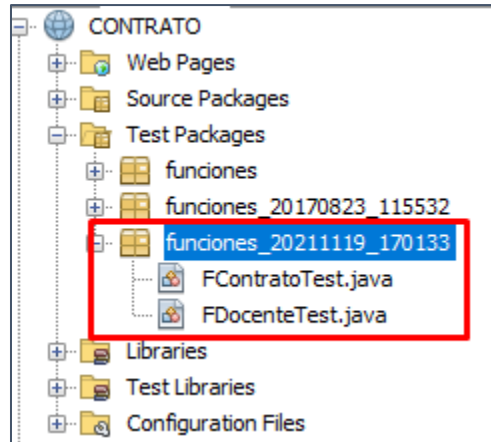 CONTRATO
Web Pages
Source Packages
Test Packages
funciones
funciones_20170823_115532
funciones_20211119_170133
FContratoTest.java
FDocenteTest.java
Libraries
Test Libraries
Configuration Files